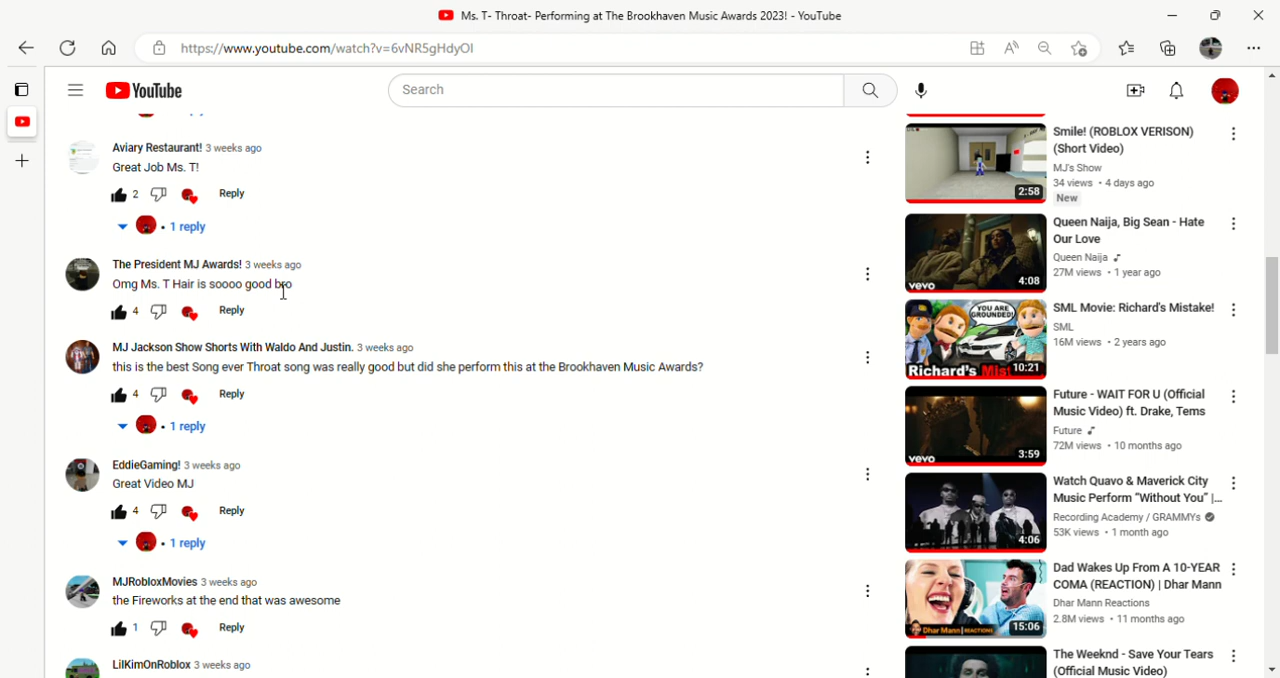 Ms. T- Throat- Performing at The Brookhaven Music Awards 2023! - YouTube
https://www.youtube.com/watch?v=6vNR5gHdyOI
YouTube
Search
Aviary Restaurant! 3 weeks ago
Great Job Ms. T!
2 Reply
1 reply
The President MJ Awards! 3 weeks ago
Omg Ms. T Hair is soooo good bro
4 Reply
MJ Jackson Show Shorts With Waldo And Justin. 3 weeks ago
this is the best Song ever Throat song was really good but did she perform this at the Brookhaven Music Awards?
4 Reply
1 reply
EddieGaming! 3 weeks ago
Great Video MJ
4 Reply
1 reply
MJRobloxMovies 3 weeks ago
the Fireworks at the end that was awesome
1 Reply
LilKimOnRoblox 3 weeks ago
2:58
Smile! (ROBLOX VERISON)
(Short Video)
MJ's Show
34 views • 4 days ago
New
vevo
4:08
Queen Naija, Big Sean - Hate
Our Love
Queen Naija
27M views • 1 year ago
YOU ARE
GROUNDED!
Richard's Mist
10:21
SML Movie: Richard's Mistake!
SML
16M views • 2 years ago
vevo
3:59
Future - WAIT FOR U (Official
Music Video) ft. Drake, Tems
Future
72M views • 10 months ago
4:06
Watch Quavo & Maverick City
Music Perform “Without You” |...
Recording Academy / GRAMMYs
53K views • 1 month ago
Dhar Mann REACTIONS
15:06
Dad Wakes Up From A 10-YEAR
COMA (REACTION) | Dhar Mann
Dhar Mann Reactions
2.8M views • 11 months ago
The Weeknd - Save Your Tears
(Official Music Video)